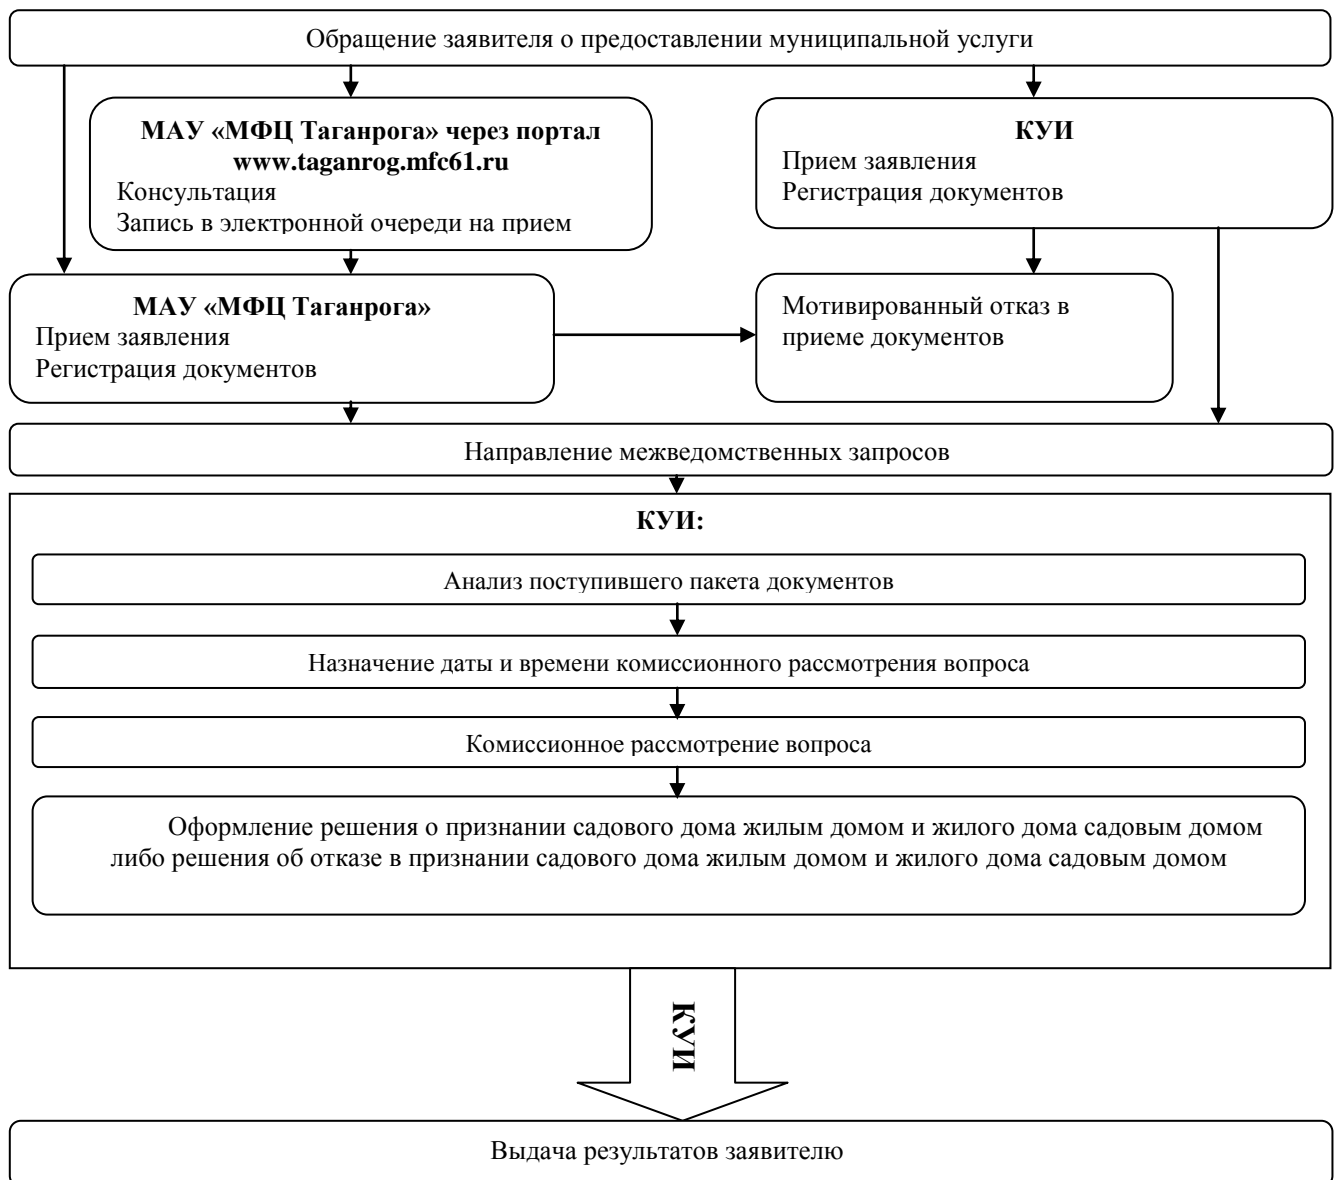 Обращение заявителя о предоставлении муниципальной услуги
МАУ «МФЦ Таганрога» через портал
www.taganrog.mfc61.ru
Консультация
Запись в электронной очереди на прием
КУИ
Прием заявления
Регистрация документов
МАУ «МФЦ Таганрога»
Прием заявления
Регистрация документов
Мотивированный отказ в
приеме документов
Направление межведомственных запросов
КУИ:
Анализ поступившего пакета документов
Назначение даты и времени комиссионного рассмотрения вопроса
Комиссионное рассмотрение вопроса
Оформление решения о признании садового дома жилым домом и жилого дома садовым домом
либо решения об отказе в признании садового дома жилым домом и жилого дома садовым домом
КУИ
Выдача результатов заявителю